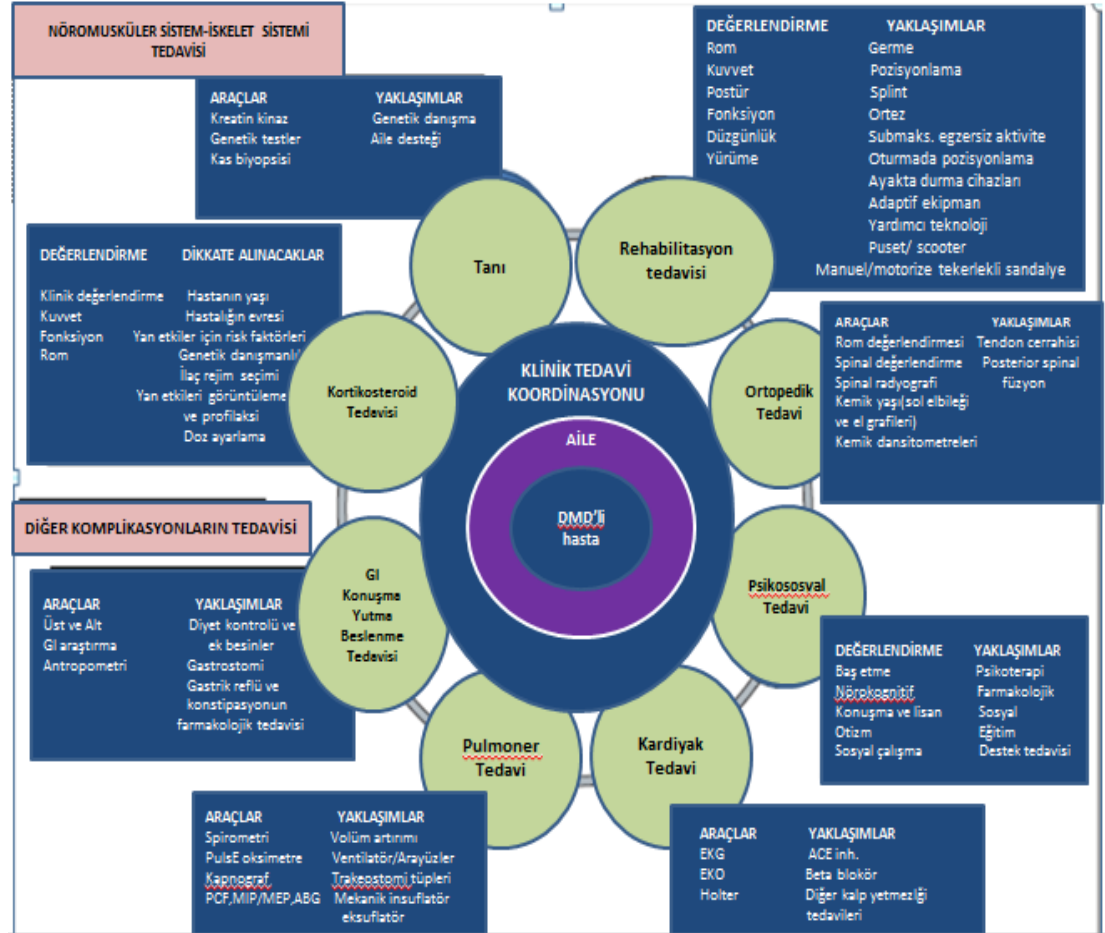 NÖROMUSKÜLER SİSTEM-İSKELET SİSTEMİ
TEDAVİSİ
ARAÇLAR YAKLAŞIMLAR
Kreatin kinaz Genetik danışma
Genetik testler Aile desteği
Kas biyopsisi
DEĞERLENDİRME YAKLAŞIMLAR
Rom Germe
Kuvvet Pozisyonlama
Postür Splint
Fonksiyon Ortez
Düzgünlük Submaks. egzersiz aktivite
Yürüme Oturmada pozisyonlama
Ayakta durma cihazları
Adaptif ekipman
Yardımcı teknoloji
Puset/ scooter
Manuel/motorize tekerlekli sandalye
Tanı
Rehabilitasyon
tedavisi
DEĞERLENDİRME DİKKATE ALINACAKLAR
Klinik değerlendirme Hastanın yaşı
Kuvvet Hastalığın evresi
Fonksiyon Yan etkiler için risk faktörleri
Rom Genetik danışmanlı
İlaç rejim seçimi
Yan etkileri görüntüleme
ve profilaksi
Doz ayarlama
Kortikosteroid
Tedavisi
KLİNİK TEDAVİ
KOORDİNASYONU
AİLE
DMD'li
hasta
Ortopedik
Tedavi
ARAÇLAR YAKLAŞIMLAR
Rom değerlendirmesi Tendon cerrahisi
Spinal değerlendirme Posterior spinal
Spinal radyografi füzyon
Kemik yaşı(sol elbileği
ve el grafileri)
Kemik dansitometreleri
DİĞER KOMPLİKASYONLARIN TEDAVİSİ
ARAÇLAR YAKLAŞIMLAR
Üst ve Alt Diyet kontrolü ve
GI araştırma ek besinler
Antropometri Gastrostomi
Gastrik reflü ve
konstipasyonun
farmakolojik tedavisi
GI
Konuşma
Yutma
Beslenme
Tedavisi
Psikososval
Tedavi
DEĞERLENDİRME YAKLAŞIMLAR
Baş etme Psikoterapi
Nörokognitif Farmakolojik
Konuşma ve lisan Sosyal
Otizm Eğitim
Sosyal çalışma Destek tedavisi
Pulmoner
Tedavi
Kardiyak
Tedavi
ARAÇLAR YAKLAŞIMLAR
Spirometri Volüm artırımı
PulsE oksimetre Ventilatör/Arayüzler
Kapnograf Trakeostomi tüpleri
PCF,MIP/MEP,ABG Mekanik insuflatör
eksuflatör
ARAÇLAR YAKLAŞIMLAR
EKG ACE inh.
EKO Beta blokör
Holter Diğer kalp yetmezlği
tedavileri